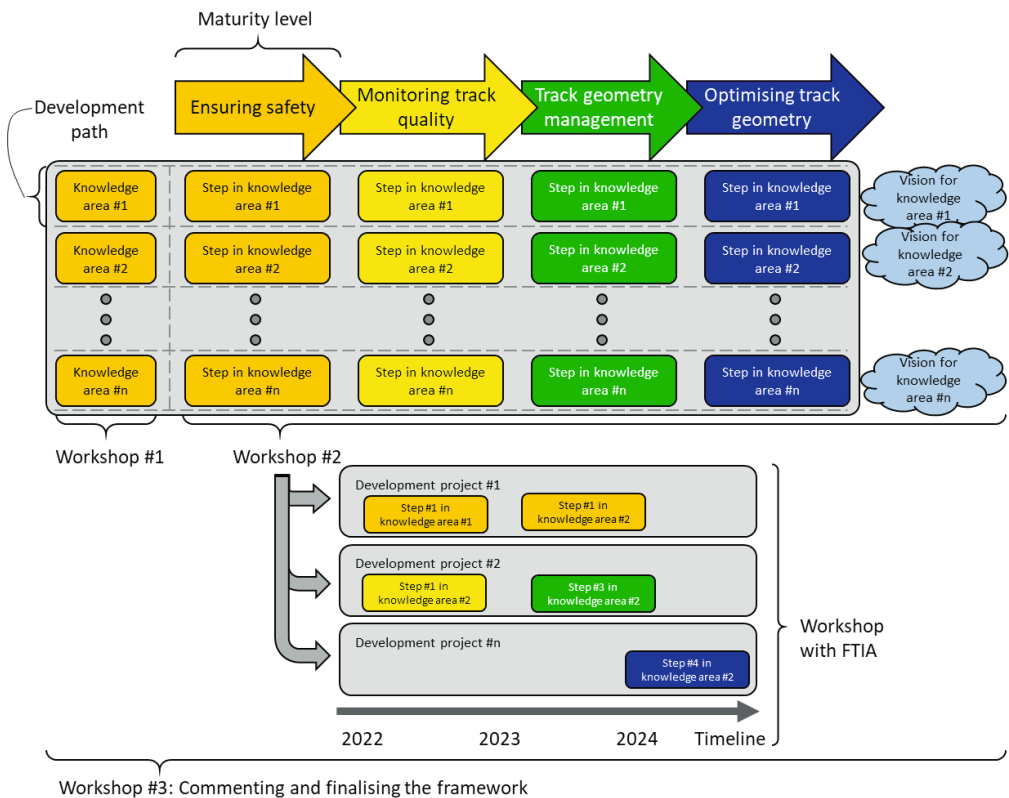 Maturity level
Ensuring safety
Monitoring track
quality
Track geometry
management
Optimising track
geometry
Development
path
Knowledge
area #1
Step in knowledge
area #1
Step in knowledge
area #1
Step in knowledge
area #1
Step in knowledge
area #1
Vision for
knowledge
area #1
Knowledge
area #2
Step in knowledge
area #2
Step in knowledge
area #2
Step in knowledge
area #2
Step in knowledge
area #2
Vision for
knowledge
area #2
Knowledge
area #n
Step in knowledge
area #n
Step in knowledge
area #n
Step in knowledge
area #n
Step in knowledge
area #n
Vision for
knowledge
area #n
Workshop #1
Workshop #2
Development project #1
Step #1 in
knowledge area #1
Step #1 in
knowledge area #2
Development project #2
Step #1 in
knowledge area #2
Step #3 in
knowledge area #2
Development project #n
Step #4 in
knowledge area #2
Workshop
with FTIA
2022
2023
2024
Timeline
Workshop #3: Commenting and finalising the framework